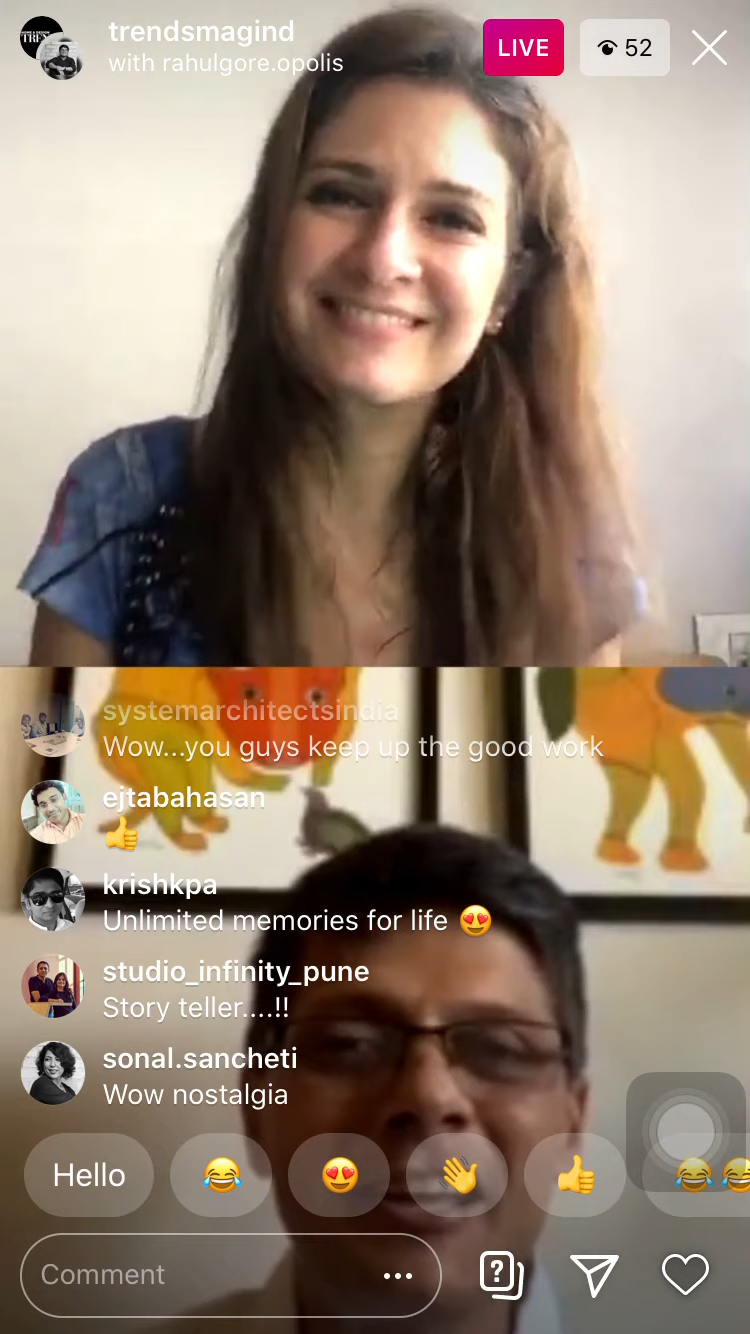 trendsmagind
with rahulgore.opolis
LIVE
52
systemarchitectsindia
Wow...you guys keep up the good work
ejtabahasan
👍
krishkpa
Unlimited memories for life 😍
studio_infinity_pune
Story teller....!!
sonal.sancheti
Wow nostalgia
Hello 😂 😍 👋 👍 😂 😂
Comment